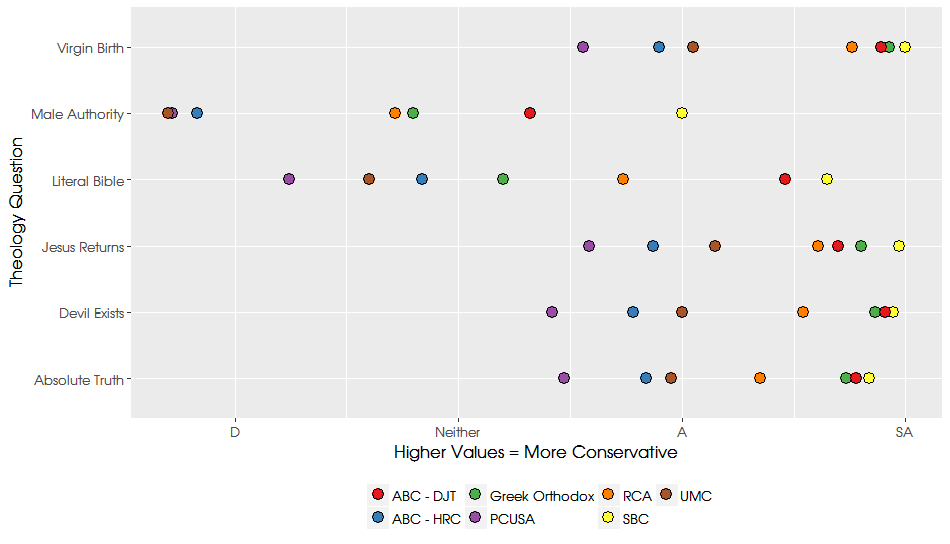 Theology Question
Virgin Birth
Male Authority
Literal Bible
Jesus Returns
Devil Exists
Absolute Truth
D Neither A SA
Higher Values = More Conservative
ABC - DJT Greek Orthodox RCA UMC
ABC - HRC PCUSA SBC